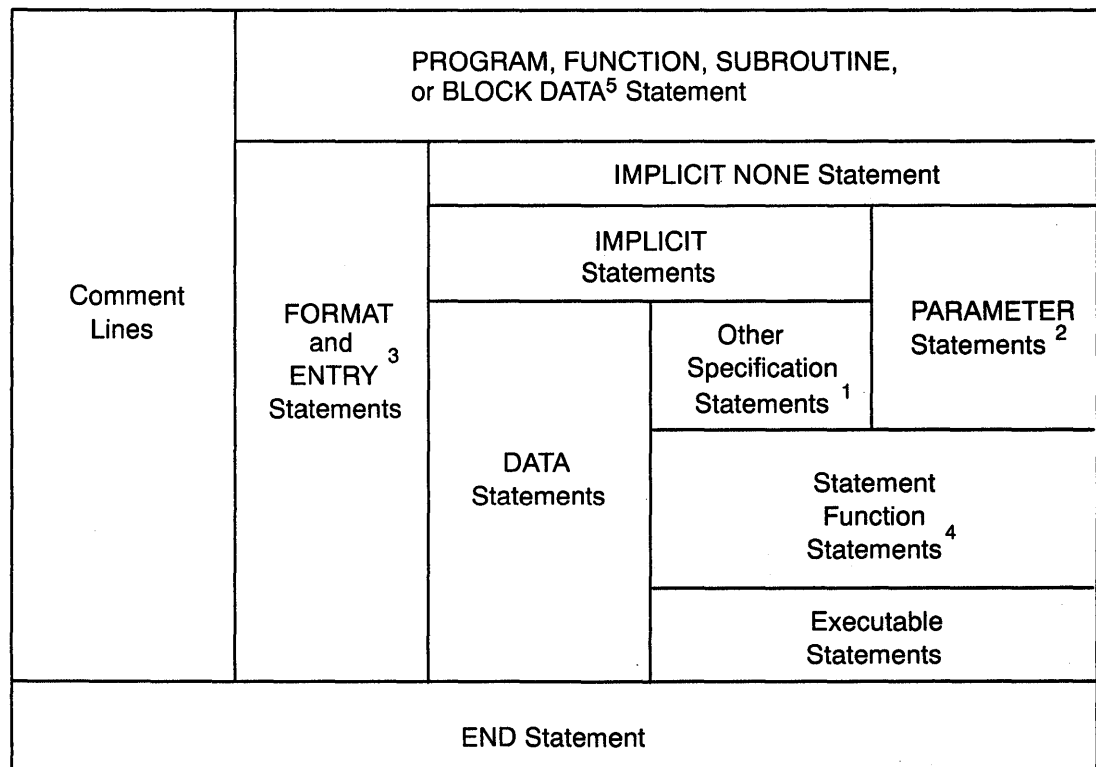 PROGRAM, FUNCTION, SUBROUTINE,
or BLOCK DATA5 Statement
IMPLICIT NONE Statement
IMPLICIT
Statements
Comment
Lines
FORMAT
and
ENTRY 3
Statements
PARAMETER
Statements 2
Other
Specification
Statements 1
DATA
Statements
Statement
Function
Statements 4
Executable
Statements
END Statement